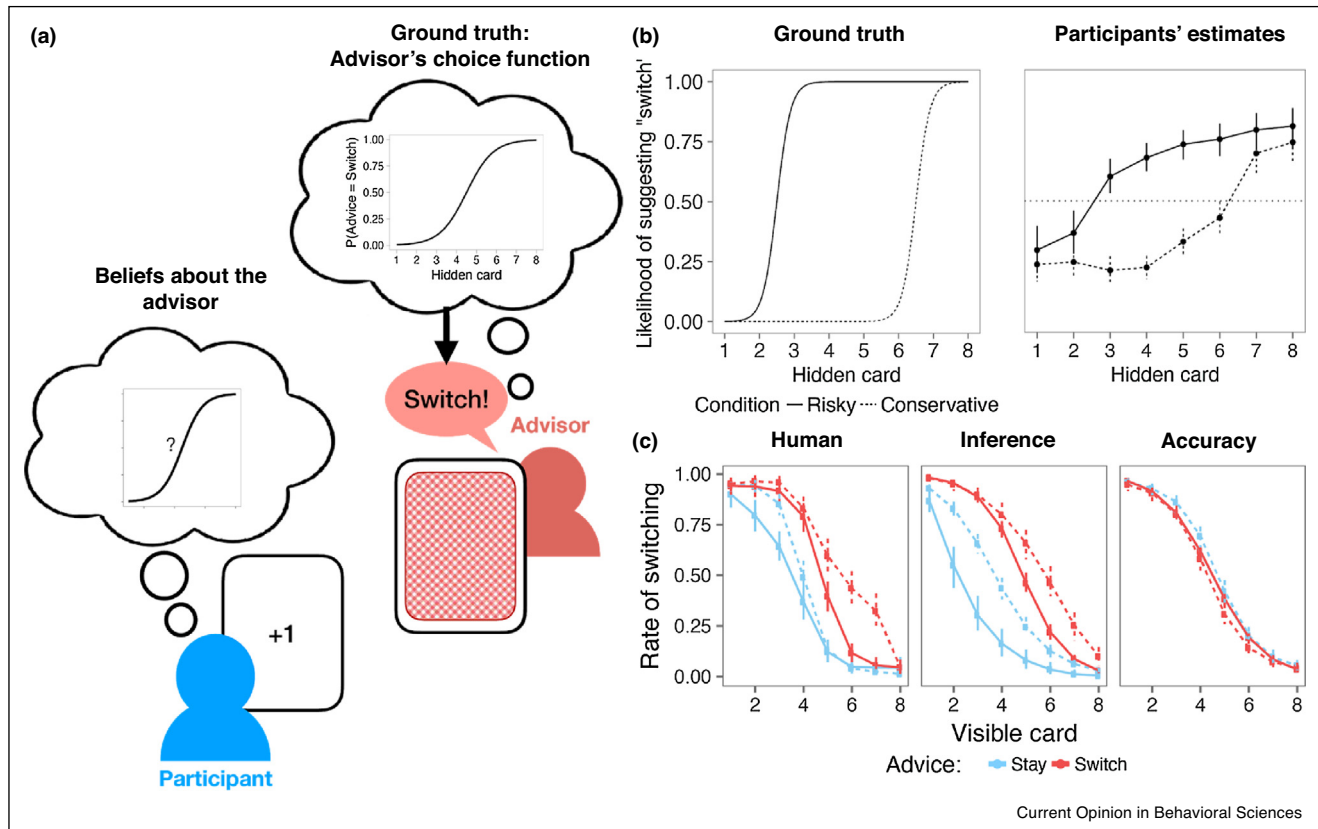 (a)
Ground truth:
Advisor's choice function
P(Advice = Switch)
1.00
0.75
0.50
0.25
0.00
1 2 3 4 5 6 7 8
Hidden card
Beliefs about the
advisor
?
Switch!
Advisor
+1
Participant
(b)
Ground truth
Participants' estimates
Likelihood of suggesting "switch'
1.00
0.75
0.50
0.25
0.00
1 2 3 4 5 6 7 8
Hidden card
1 2 3 4 5 6 7 8
Hidden card
Condition Risky Conservative
(c)
Human
Inference
Accuracy
Rate of switching
1.00
0.75
0.50
0.25
0.00
2 4 6 8
2 4 6 8
2 4 6 8
Visible card
Advice: Stay Switch
Current Opinion in Behavioral Sciences